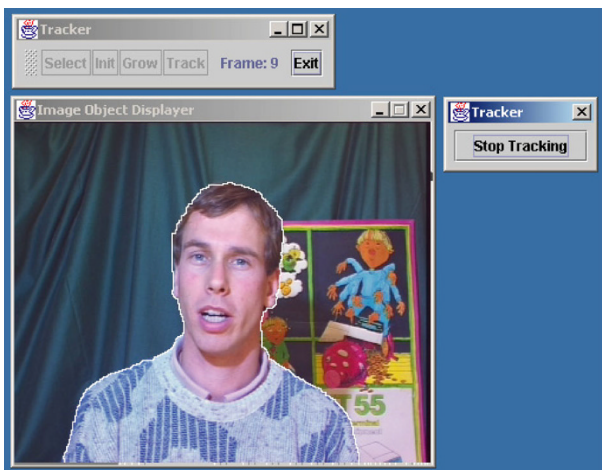 Tracker
Select Init Grow Track Frame: 9 Exit
Image Object Displayer
Tracker
Stop Tracking
55